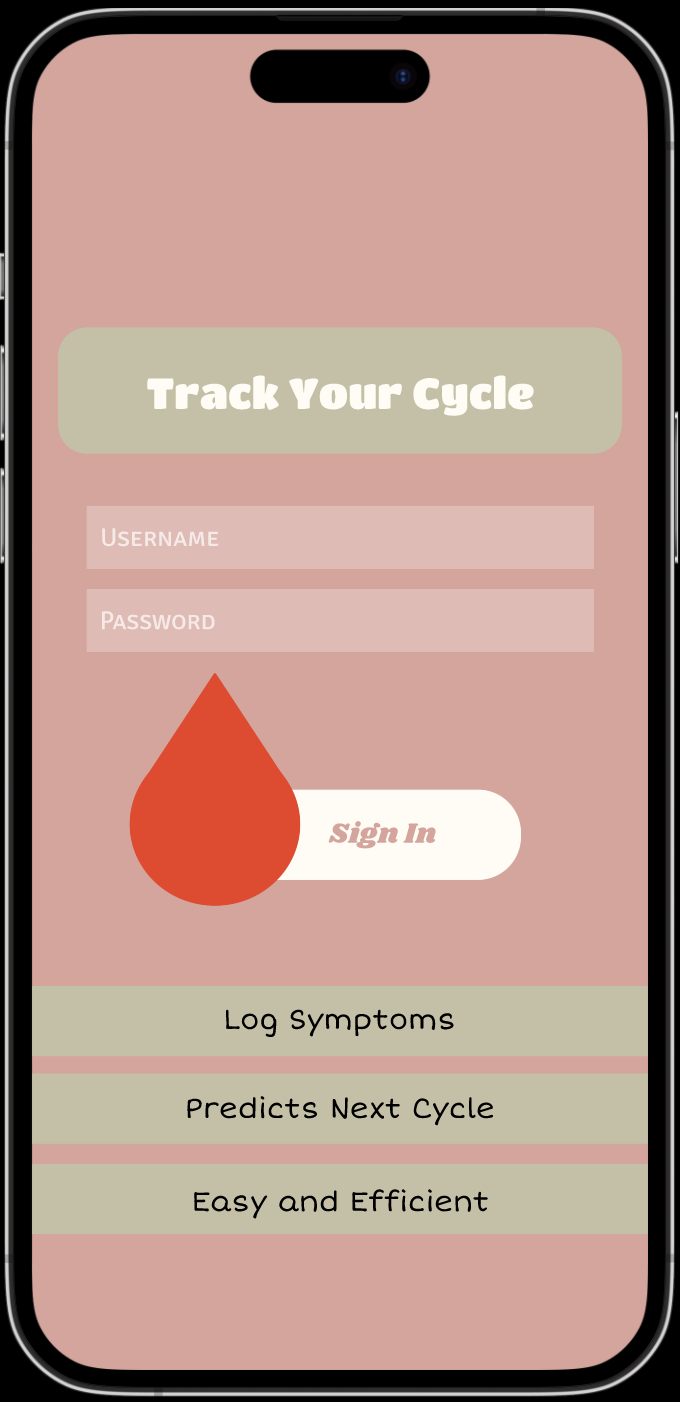 Track Your Cycle
Username
Password
Sign In
Log Symptoms
Predicts Next Cycle
Easy and Efficient